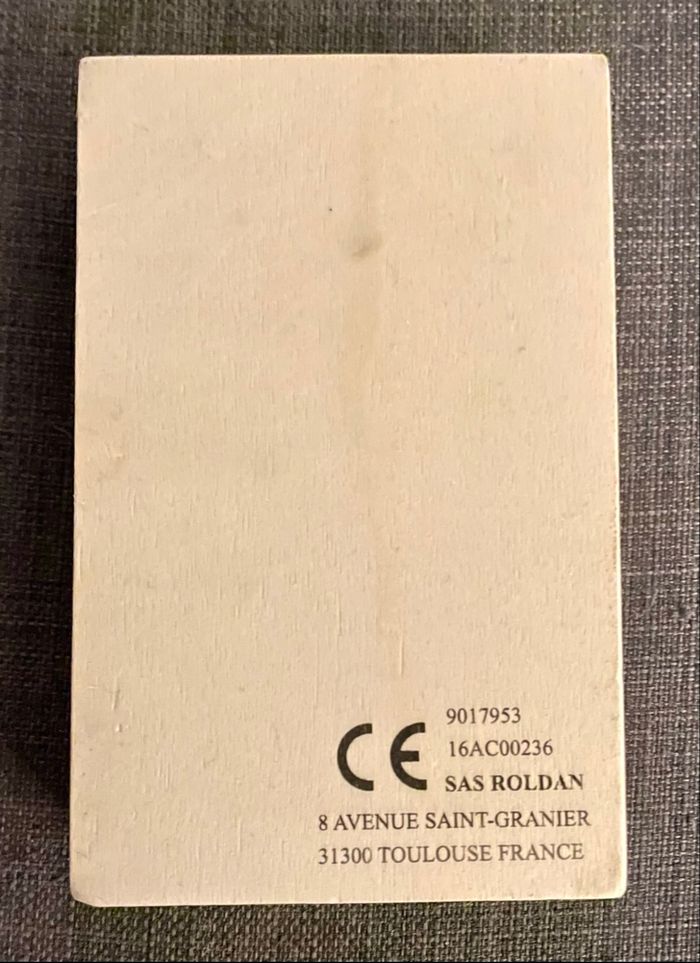 9017953
16AC00236
CE SAS ROLDAN
8 AVENUE SAINT-GRANIER
31300 TOULOUSE FRANCE